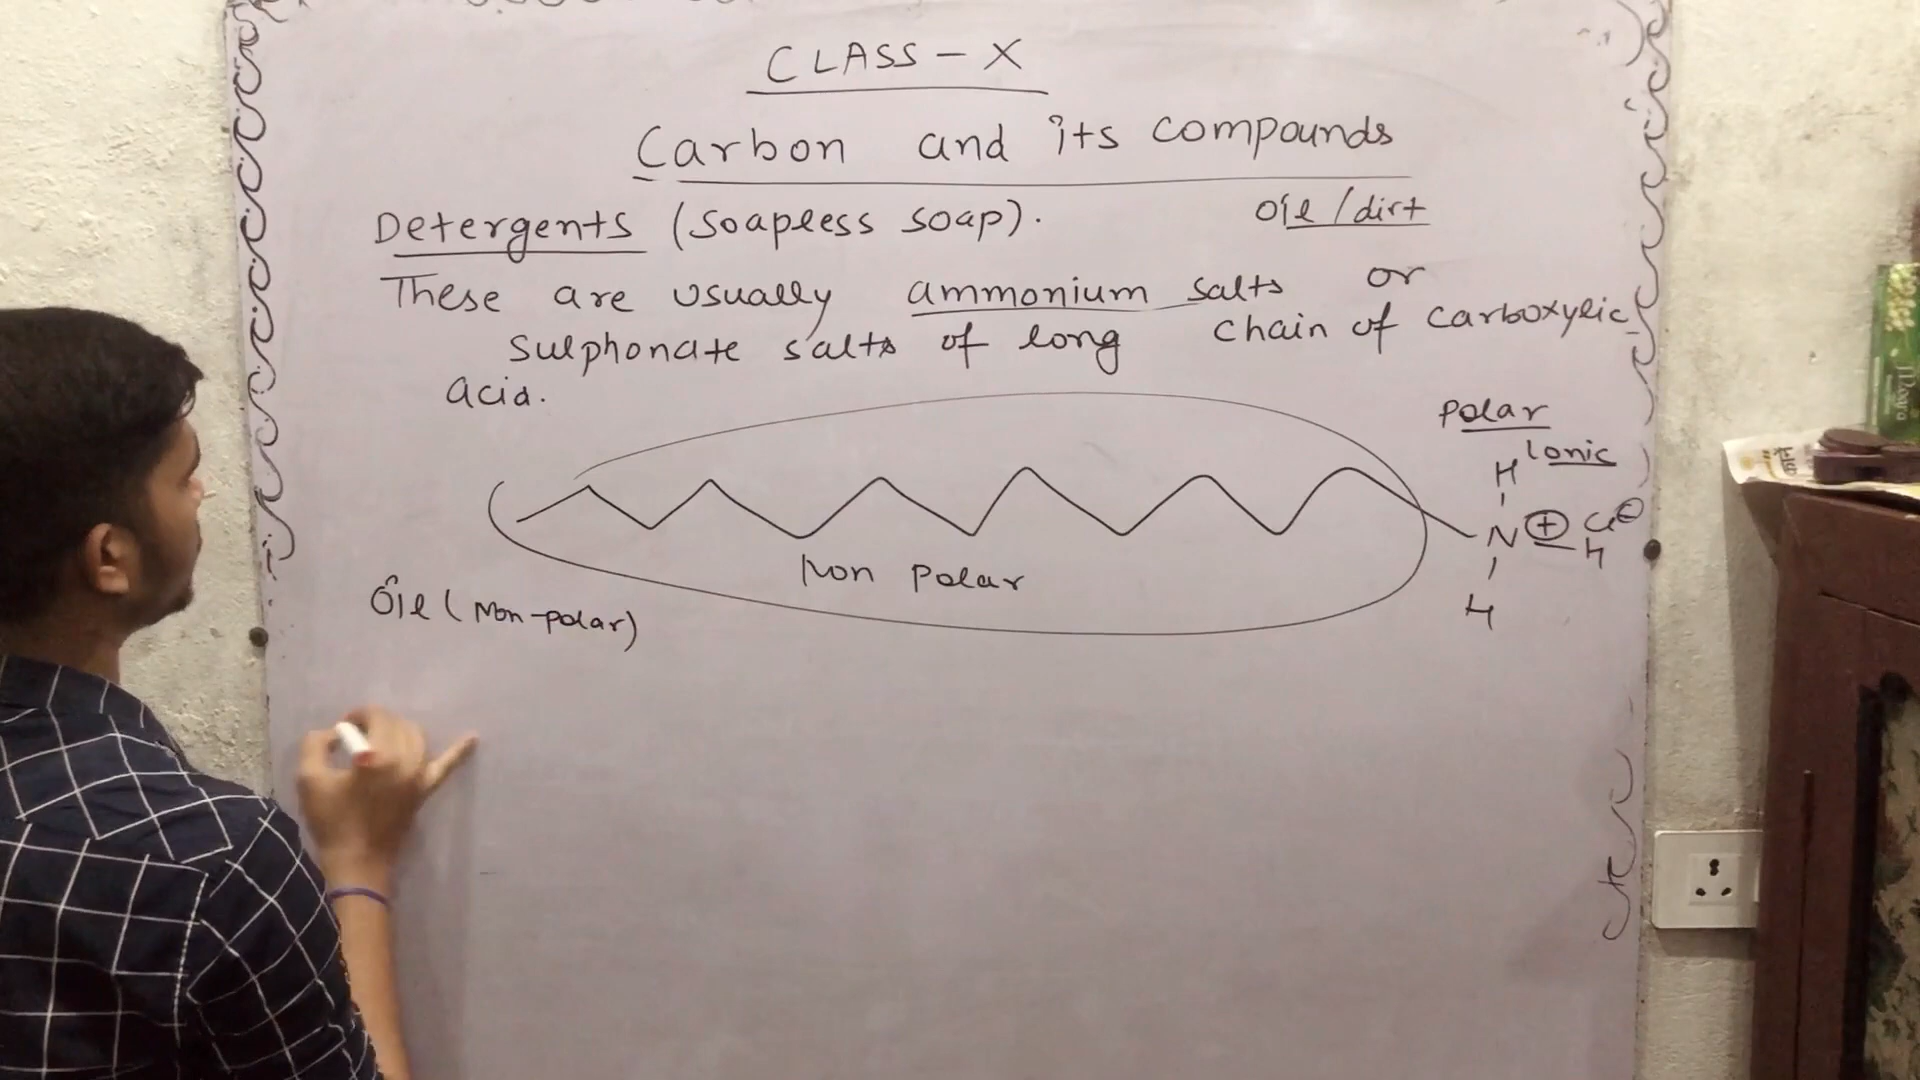 CLASS - X
Carbon and its compounds
Detergents (soapless soap).
Oil / dirt
These are usually ammonium salts or
sulphonate salts of long chain of carboxylic
acid.
Polar
Ionic
H
N ⊕ Cl ⊖
H
H
Non polar
Oil (Non-polar)